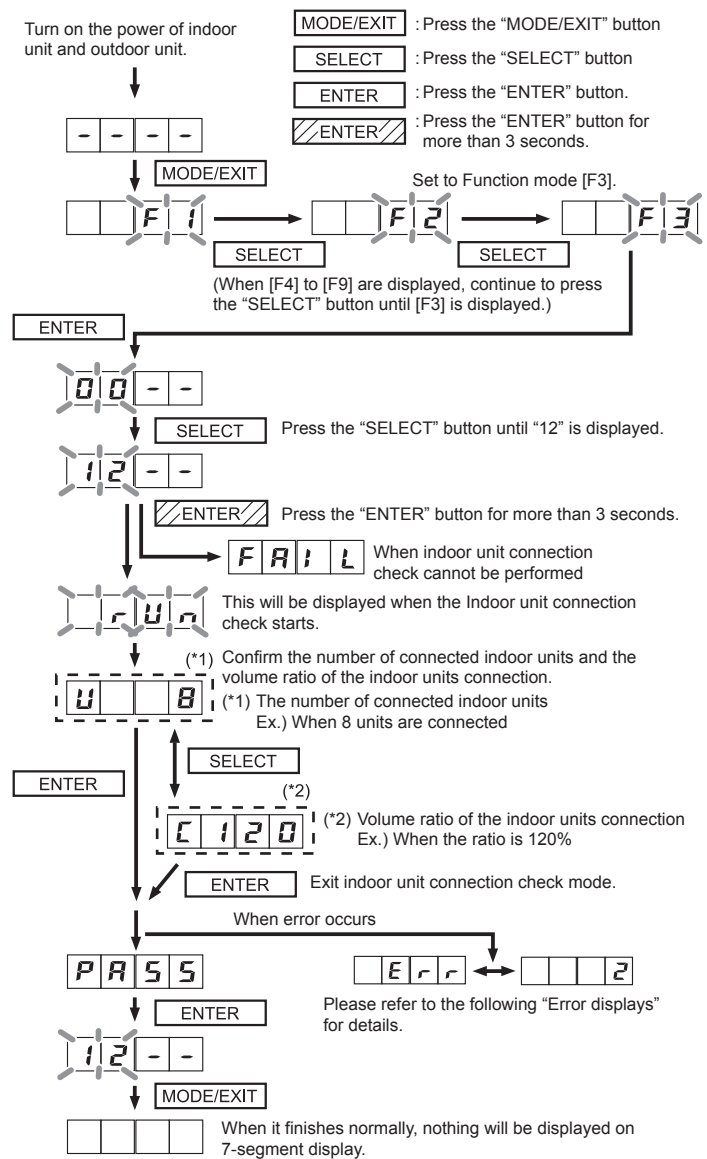 Turn on the power of indoor
unit and outdoor unit.
MODE/EXIT : Press the “MODE/EXIT” button
SELECT : Press the “SELECT” button
ENTER : Press the “ENTER” button.
ENTER : Press the “ENTER” button for
more than 3 seconds.
- - - -
MODE/EXIT
Set to Function mode [F3].
F 1
F 2
F 3
SELECT
SELECT
(When [F4] to [F9] are displayed, continue to press
the “SELECT” button until [F3] is displayed.)
ENTER
0 0 - -
SELECT
Press the “SELECT” button until “12” is displayed.
1 2 - -
ENTER
Press the “ENTER” button for more than 3 seconds.
F A I L
When indoor unit connection
check cannot be performed
r U n
This will be displayed when the Indoor unit connection
check starts.
(*1) Confirm the number of connected indoor units and the
volume ratio of the indoor units connection.
U 8
(*1) The number of connected indoor units
Ex.) When 8 units are connected
SELECT
ENTER
(*2)
C 1 2 0
(*2) Volume ratio of the indoor units connection
Ex.) When the ratio is 120%
ENTER
Exit indoor unit connection check mode.
When error occurs
P A S S
E r r
2
Please refer to the following “Error displays”
for details.
ENTER
1 2 - -
MODE/EXIT
When it finishes normally, nothing will be displayed on
7-segment display.